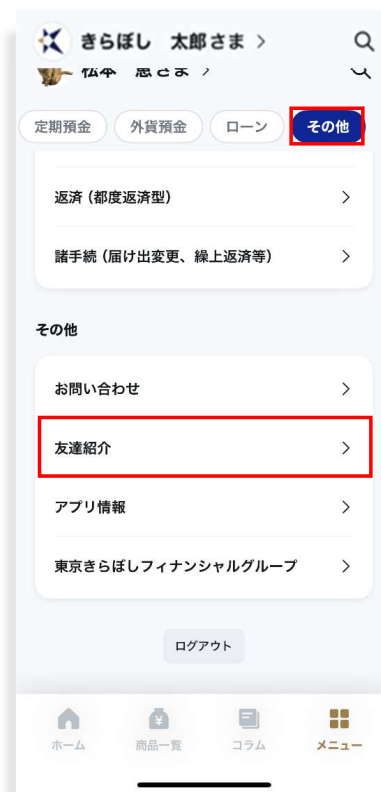 きらぼし 太郎さま
定期預金 外貨預金 ローン その他
返済（都度返済型）
諸手続（届け出変更、繰上返済等）
その他
お問い合わせ
友達紹介
アプリ情報
東京きらぼしフィナンシャルグループ
ログアウト
ホーム 商品一覧 コラム メニュー